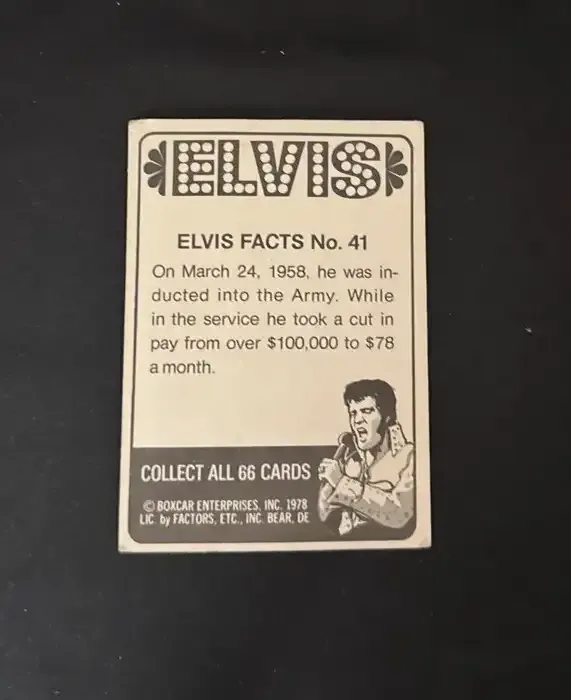 ELVIS
ELVIS FACTS No. 41
On March 24, 1958, he was in-
ducted into the Army. While
in the service he took a cut in
pay from over $100,000 to $78
a month.
COLLECT ALL 66 CARDS
© BOXCAR ENTERPRISES, INC. 1978
LIC. by FACTORS, ETC., INC. BEAR, DE